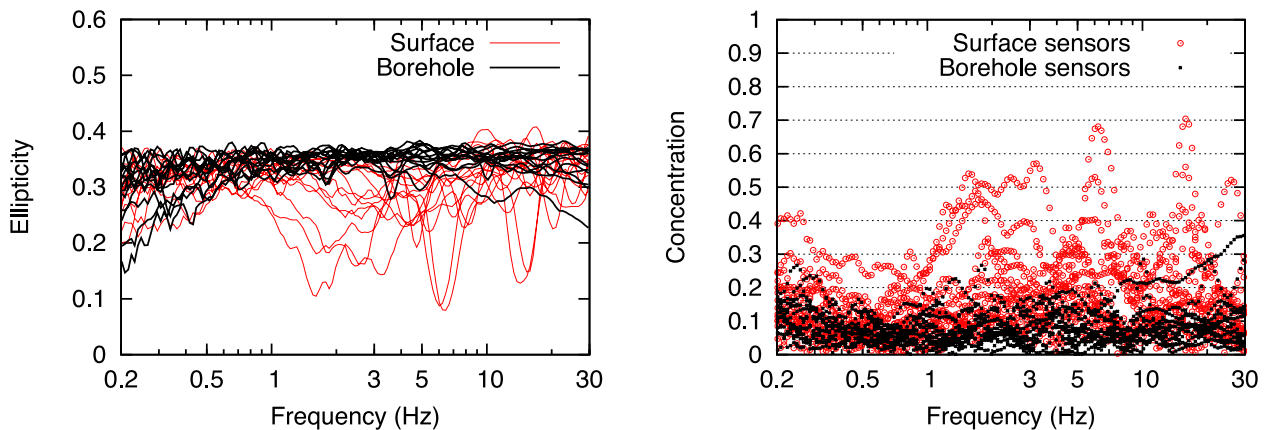 0.6
0.5
0.4
0.3
0.2
0.1
0
Ellipticity
Surface
Borehole
0.2 0.5 1 3 5 10 30
Frequency (Hz)
1
0.9
0.8
0.7
0.6
0.5
0.4
0.3
0.2
0.1
0
Concentration
Surface sensors
Borehole sensors
0.2 0.5 1 3 5 10 30
Frequency (Hz)